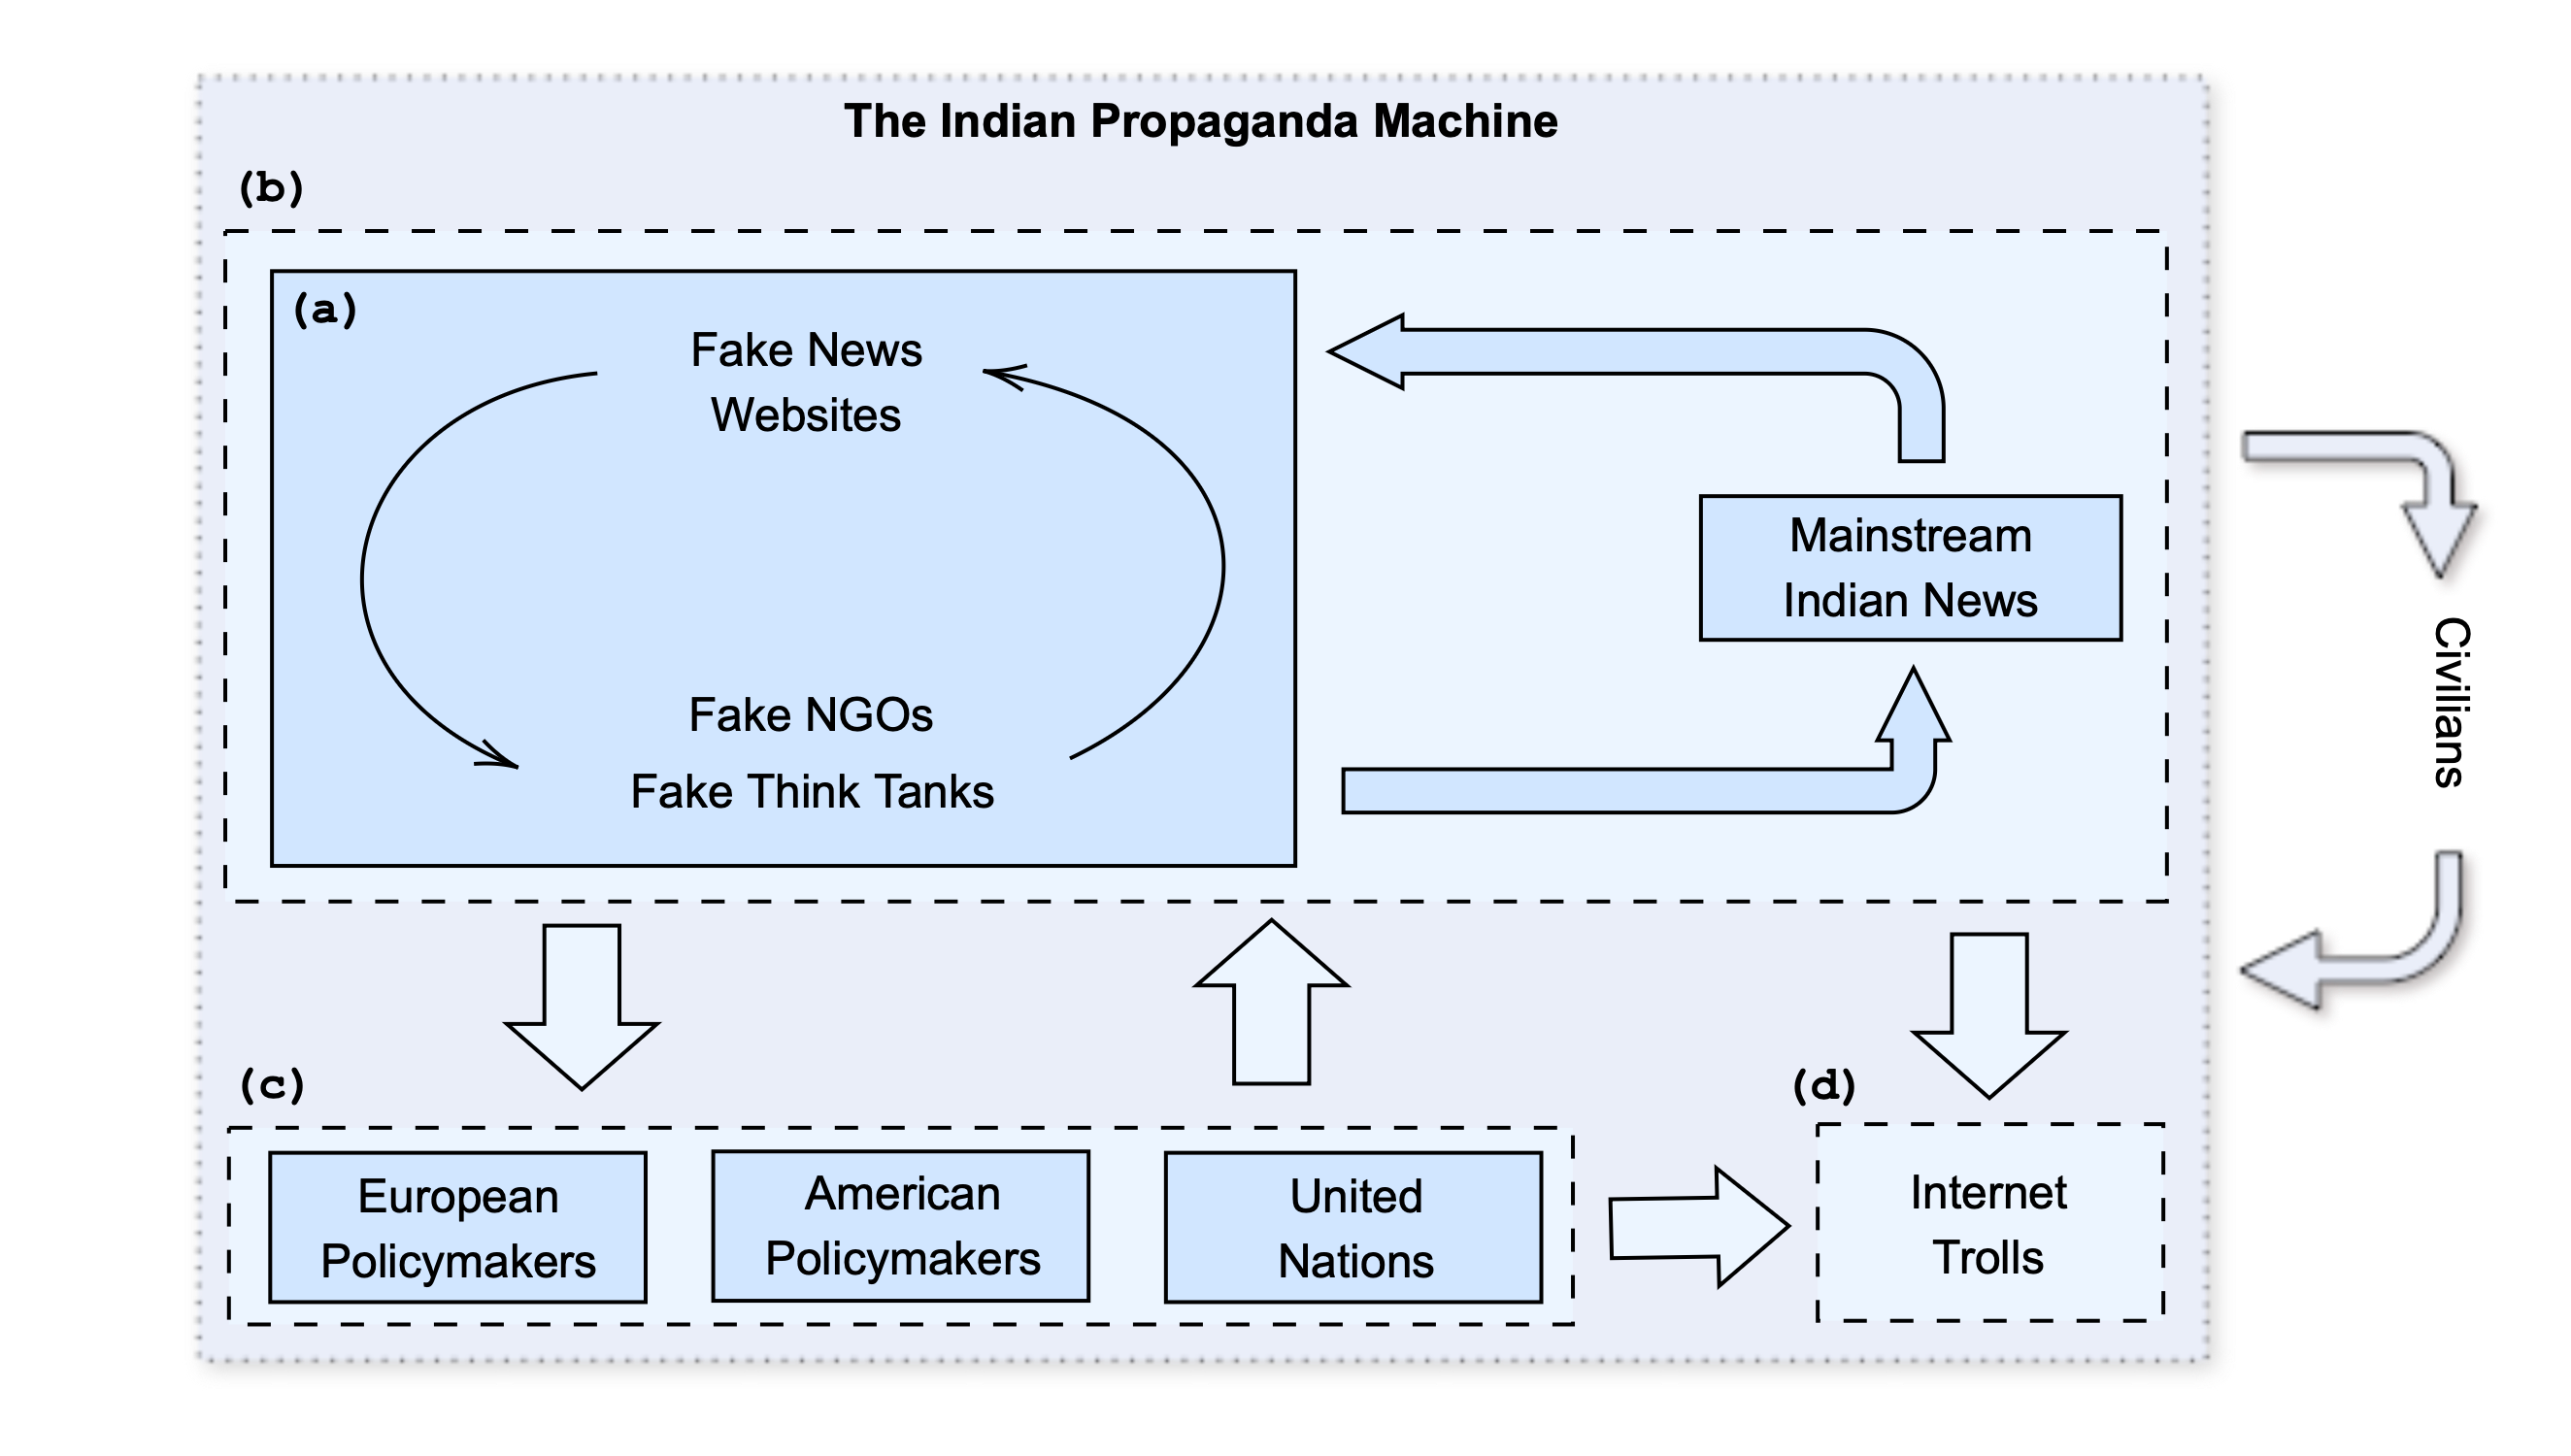 The Indian Propaganda Machine
(b)
(a)
Fake News
Websites
Mainstream
Indian News
Fake NGOs
Fake Think Tanks
Civilians
(c)
(d)
European
Policymakers
American
Policymakers
United
Nations
Internet
Trolls